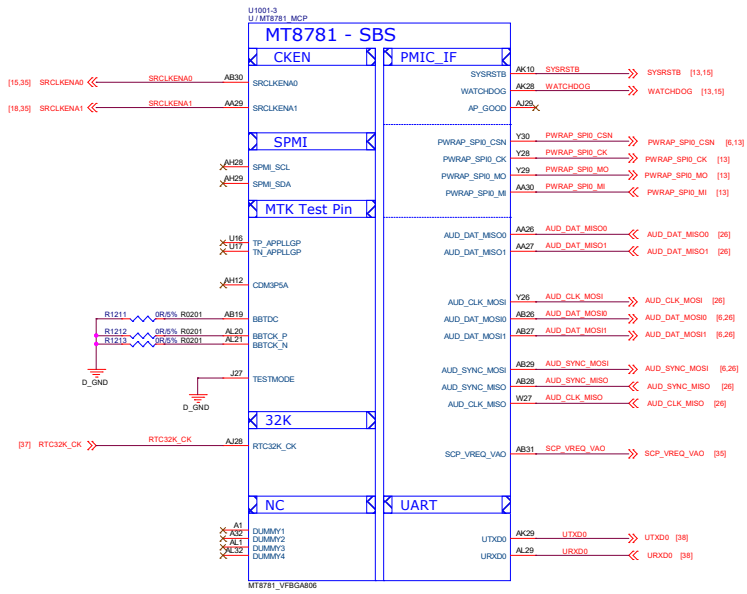 U1001-3
U / MT8781_MCP
MT8781 - SBS
CKEN
PMIC_IF
[15,35] SRCLKENA0 SRCLKENA0 AB30 SRCLKENA0
[18,35] SRCLKENA1 SRCLKENA1 AA29 SRCLKENA1
SYSRSTB AK10 SYSRSTB SYSRSTB [13,15]
WATCHDOG AK28 WATCHDOG WATCHDOG [13,15]
AP_GOOD AJ29
SPMI
AH28 SPMI_SCL
AH29 SPMI_SDA
PWRAP_SPI0_CSN Y30 PWRAP_SPI0_CSN PWRAP_SPI0_CSN [6,13]
PWRAP_SPI0_CK Y28 PWRAP_SPI0_CK PWRAP_SPI0_CK [13]
PWRAP_SPI0_MO Y29 PWRAP_SPI0_MO PWRAP_SPI0_MO [13]
PWRAP_SPI0_MI AA30 PWRAP_SPI0_MI PWRAP_SPI0_MI [13]
MTK Test Pin
U16 TP_APPLLGP
U17 TN_APPLLGP
AH12 CDM3P5A
AUD_DAT_MISO0 AA26 AUD_DAT_MISO0 AUD_DAT_MISO0 [26]
AUD_DAT_MISO1 AA27 AUD_DAT_MISO1 AUD_DAT_MISO1 [26]
R1211 0R/5% R0201 AB19 BBTDC
R1212 0R/5% R0201 AL20 BBTCK_P
R1213 0R/5% R0201 AL21 BBTCK_N
D_GND
J27 TESTMODE
D_GND
AUD_CLK_MOSI Y26 AUD_CLK_MOSI AUD_CLK_MOSI [26]
AUD_DAT_MOSI0 AB26 AUD_DAT_MOSI0 AUD_DAT_MOSI0 [6,26]
AUD_DAT_MOSI1 AB27 AUD_DAT_MOSI1 AUD_DAT_MOSI1 [6,26]
AUD_SYNC_MOSI AB29 AUD_SYNC_MOSI AUD_SYNC_MOSI [6,26]
AUD_SYNC_MISO AB28 AUD_SYNC_MISO AUD_SYNC_MISO [26]
AUD_CLK_MISO W27 AUD_CLK_MISO AUD_CLK_MISO [26]
32K
[37] RTC32K_CK RTC32K_CK AJ28 RTC32K_CK
SCP_VREQ_VAO AB31 SCP_VREQ_VAO SCP_VREQ_VAO [35]
NC
UART
A1 DUMMY1
A32 DUMMY2
AL1 DUMMY3
AL32 DUMMY4
UTXD0 AK29 UTXD0 UTXD0 [38]
URXD0 AL29 URXD0 URXD0 [38]
MT8781_VFBGA806